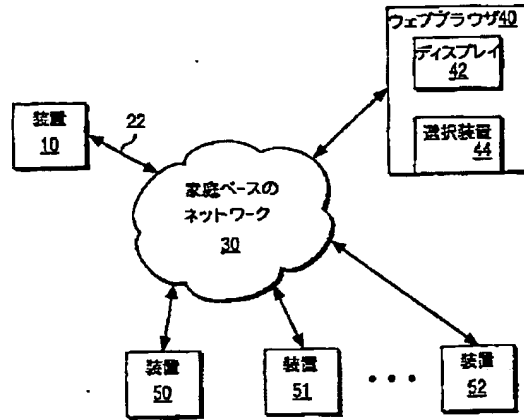 ウェブブラウザ40
ディスプレイ
42
選択装置
44
装置
10
22
家庭ベースの
ネットワーク
30
装置
50
装置
51
装置
52